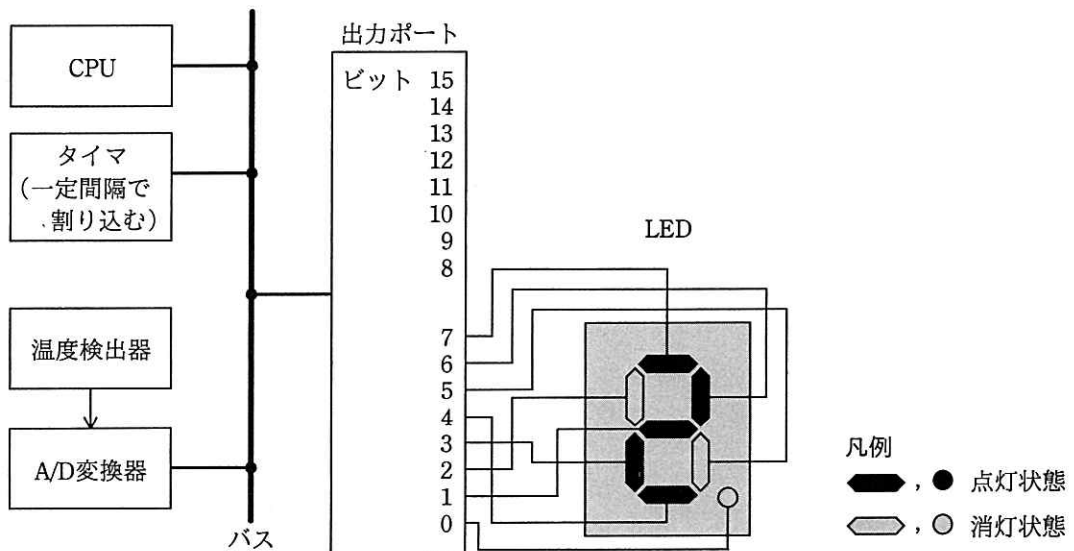 CPU
タイマ
(一定間隔で
割り込む)
温度検出器
A/D変換器
バス
出力ポート
ビット 15
14
13
12
11
10
9
8
7
6
5
4
3
2
1
0
LED
凡例
, 点灯状態
, 消灯状態